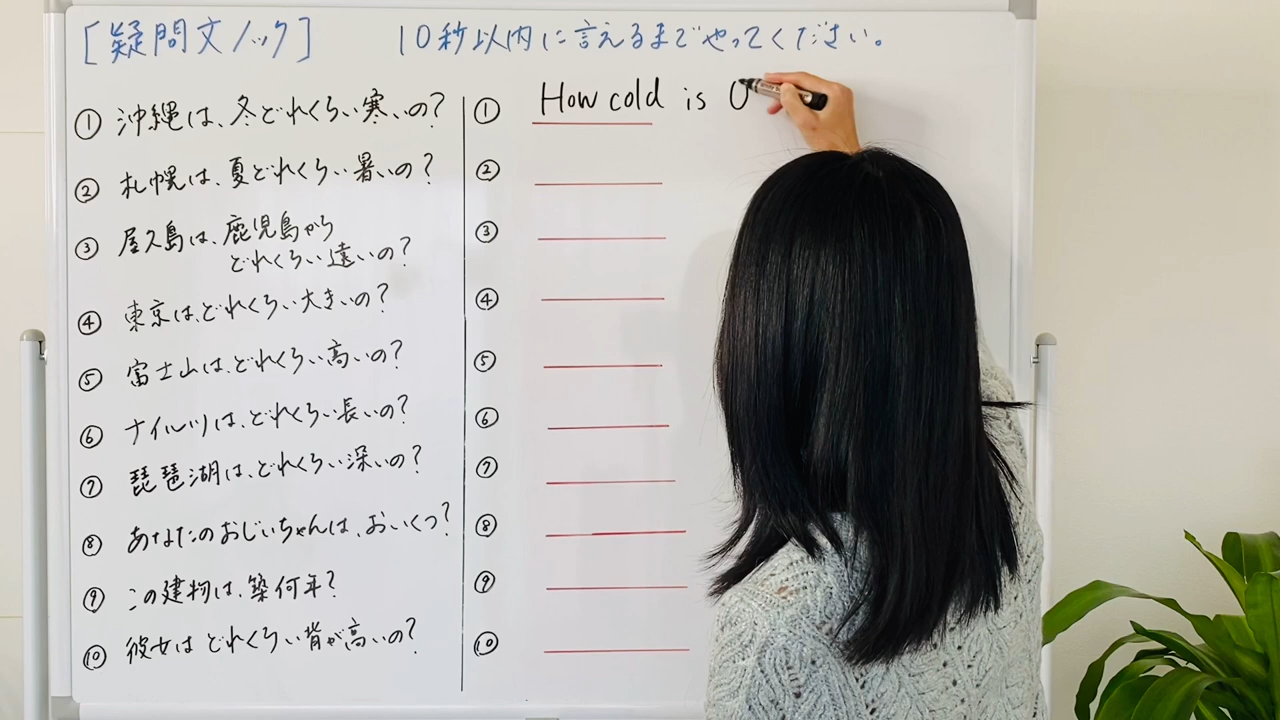 [疑問文ノック] 10秒以内に言えるまでやってください。
① 沖縄は、冬どれくらい寒いの?
② 札幌は、夏どれくらい暑いの?
③ 屋久島は、鹿児島から
どれくらい遠いの?
④ 東京は、どれくらい大きいの?
⑤ 富士山は、どれくらい高いの?
⑥ ナイルツは、どれくらい長いの?
⑦ 琵琶湖は、どれくらい深いの?
⑧ あなたのおじいちゃんは、おいくつ?
⑨ この建物は、築何年?
⑩ 彼女は どれくらい背が高いの?
① How cold is O
②
③
④
⑤
⑥
⑦
⑧
⑨
⑩